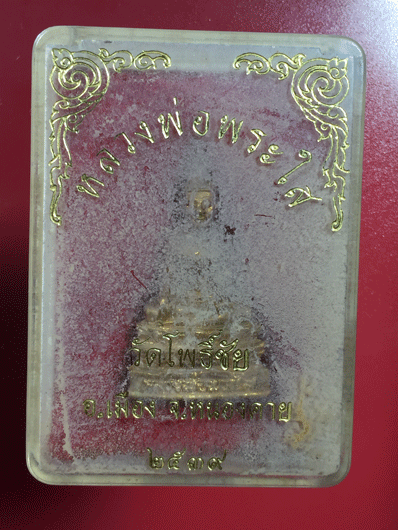 หลวงพ่อพระใส
วัดโพธิ์ชัย
อ.เมือง จ.หนองคาย
๒๕๓๙